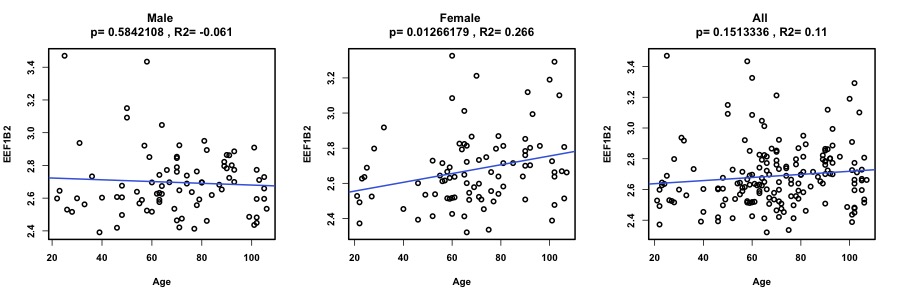 Male
p= 0.5842108 , R2= -0.061
EEF1B2
3.4
3.2
3.0
2.8
2.6
2.4
20 40 60 80 100
Age
Female
p= 0.01266179 , R2= 0.266
EEF1B2
3.2
3.0
2.8
2.6
2.4
20 40 60 80 100
Age
All
p= 0.1513336 , R2= 0.11
EEF1B2
3.4
3.2
3.0
2.8
2.6
2.4
20 40 60 80 100
Age